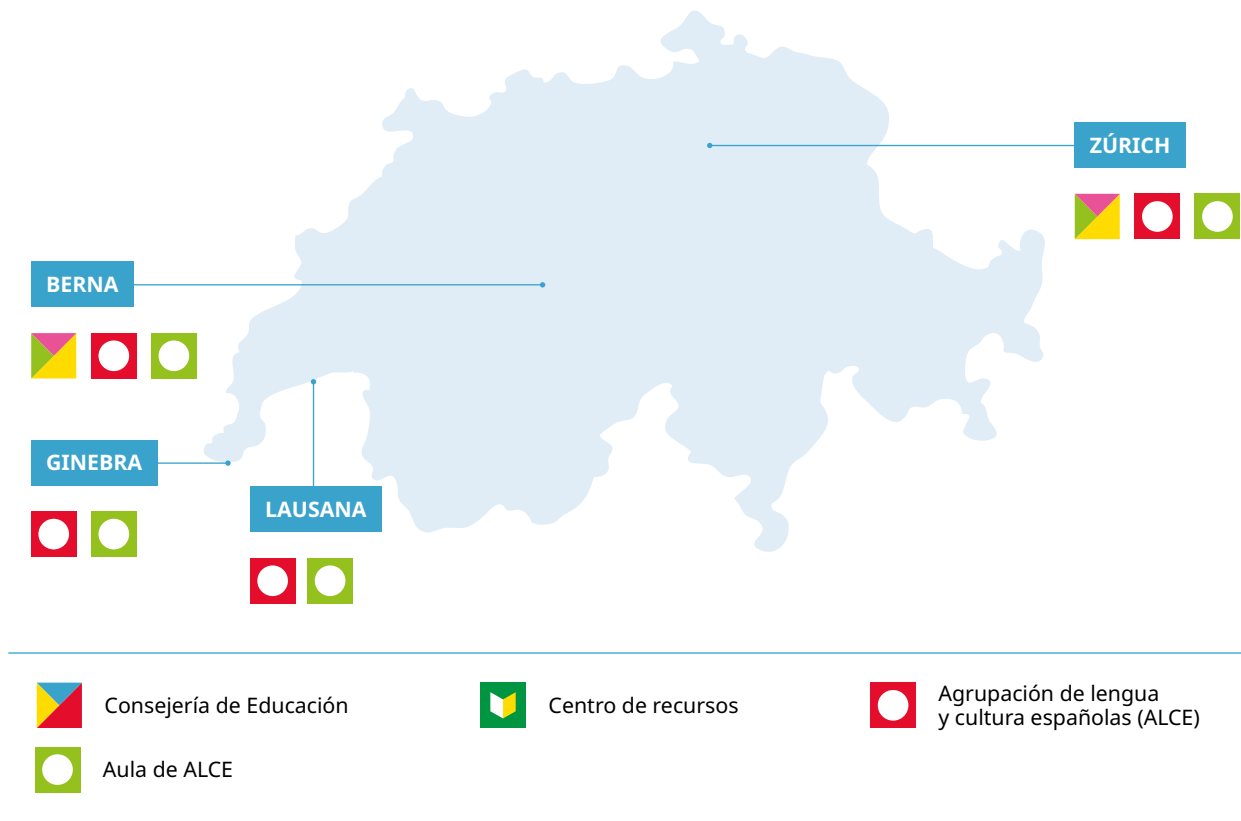 ZÚRICH
BERNA
GINEBRA
LAUSANA
Consejería de Educación
Centro de recursos
Agrupación de lengua
y cultura españolas (ALCE)
Aula de ALCE